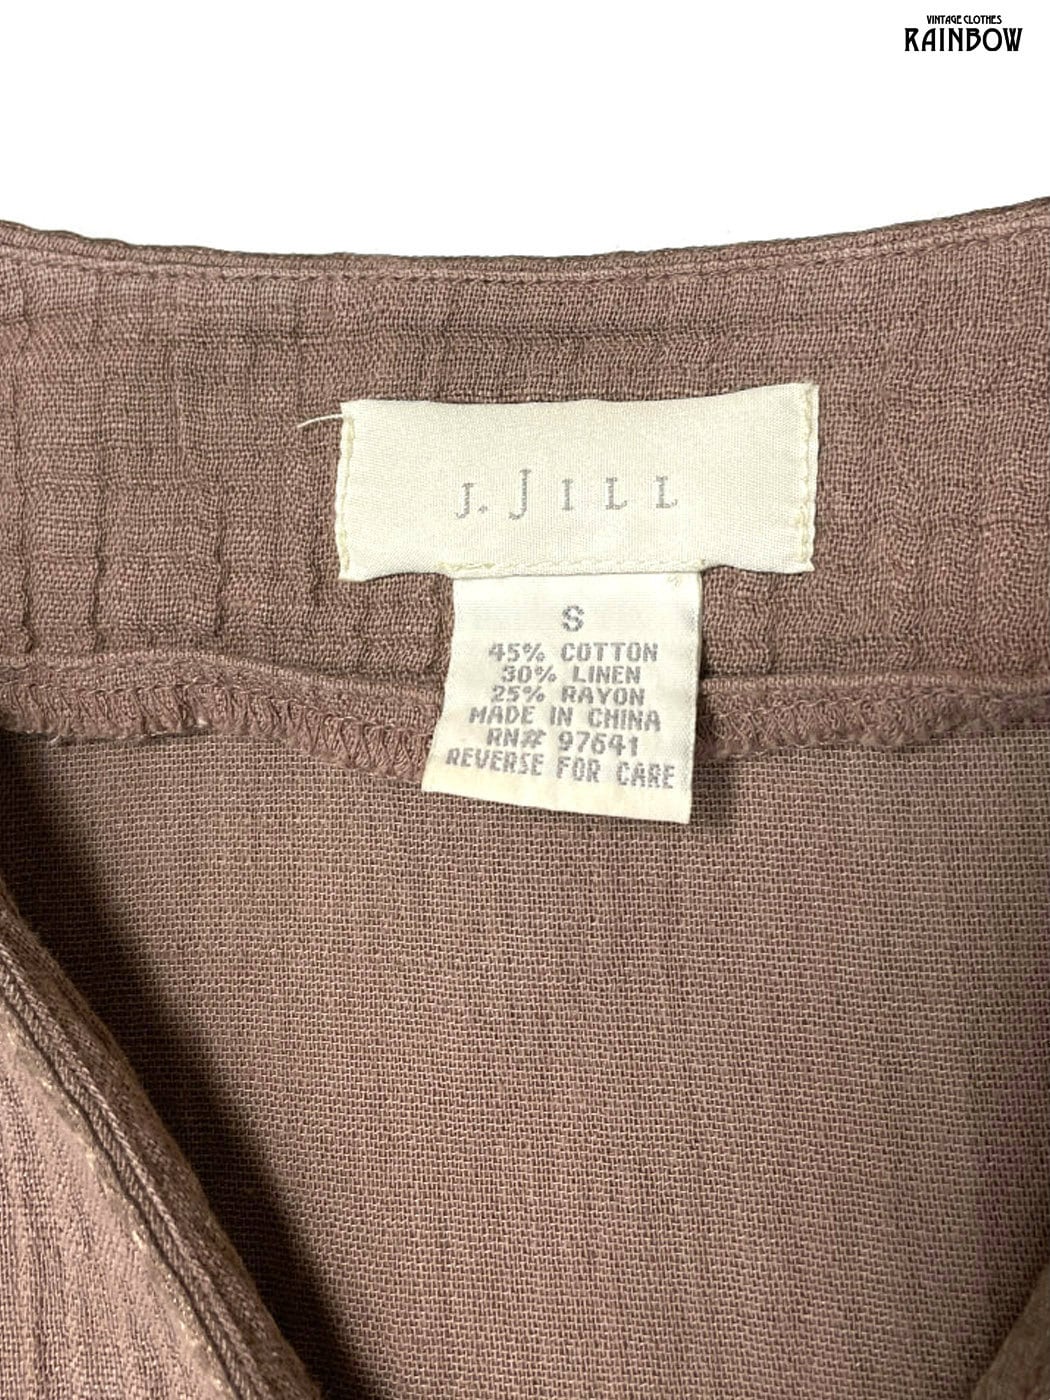 VINTAGE CLOTHES
RAINBOW
J. JILL
S
45% COTTON
30% LINEN
25% RAYON
MADE IN CHINA
RN# 97641
REVERSE FOR CARE